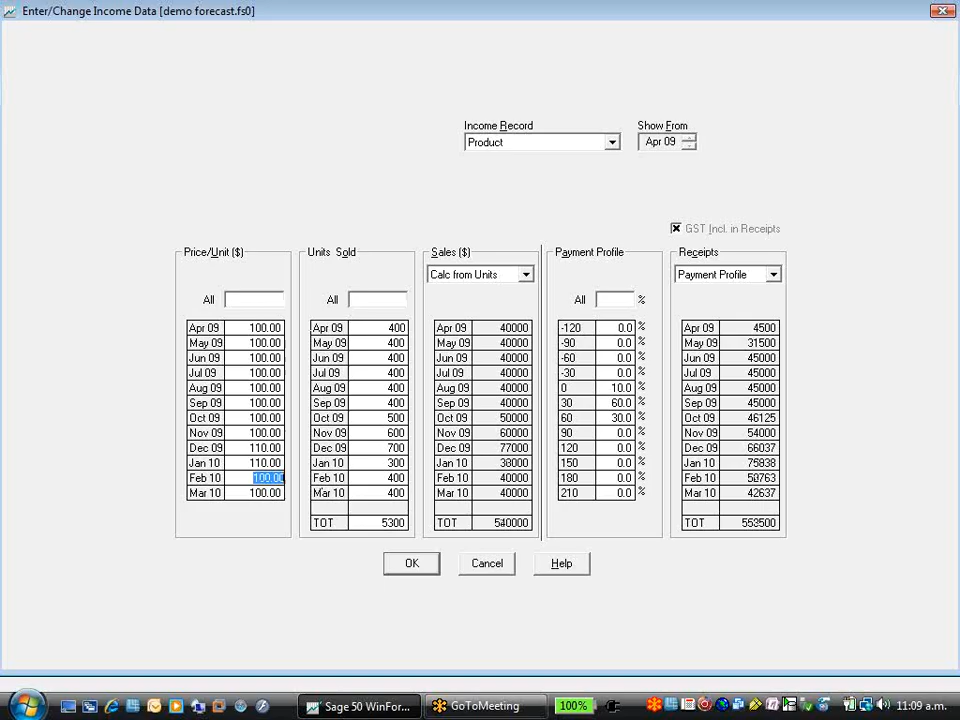 Enter/Change Income Data [demo forecast.fs0]
Income Record Show From
Product Apr 09
GST Incl. in Receipts
Price/Unit ($) Units Sold Sales ($) Payment Profile Receipts
Calc from Units Payment Profile
All All All %
Apr 09 100.00 Apr 09 400 Apr 09 40000 -120 0.0 % Apr 09 4500
May 09 100.00 May 09 400 May 09 40000 -90 0.0 % May 09 31500
Jun 09 100.00 Jun 09 400 Jun 09 40000 -60 0.0 % Jun 09 45000
Jul 09 100.00 Jul 09 400 Jul 09 40000 -30 0.0 % Jul 09 45000
Aug 09 100.00 Aug 09 400 Aug 09 40000 0 10.0 % Aug 09 45000
Sep 09 100.00 Sep 09 400 Sep 09 40000 30 60.0 % Sep 09 45000
Oct 09 100.00 Oct 09 500 Oct 09 50000 60 30.0 % Oct 09 46125
Nov 09 100.00 Nov 09 600 Nov 09 60000 90 0.0 % Nov 09 54000
Dec 09 110.00 Dec 09 700 Dec 09 77000 120 0.0 % Dec 09 66037
Jan 10 110.00 Jan 10 300 Jan 10 150 0.0 % Jan 10
Feb 10 100.00 Feb 10 400 Feb 10 40000 180 0.0 % Feb 10
Mar 10 100.00 Mar 10 400 Mar 10 40000 210 0.0 % Mar 10 42637
TOT 5300 TOT TOT 553500
OK Cancel Help
Sage 50 WinFor... GoToMeeting 100% 11:09 a.m.